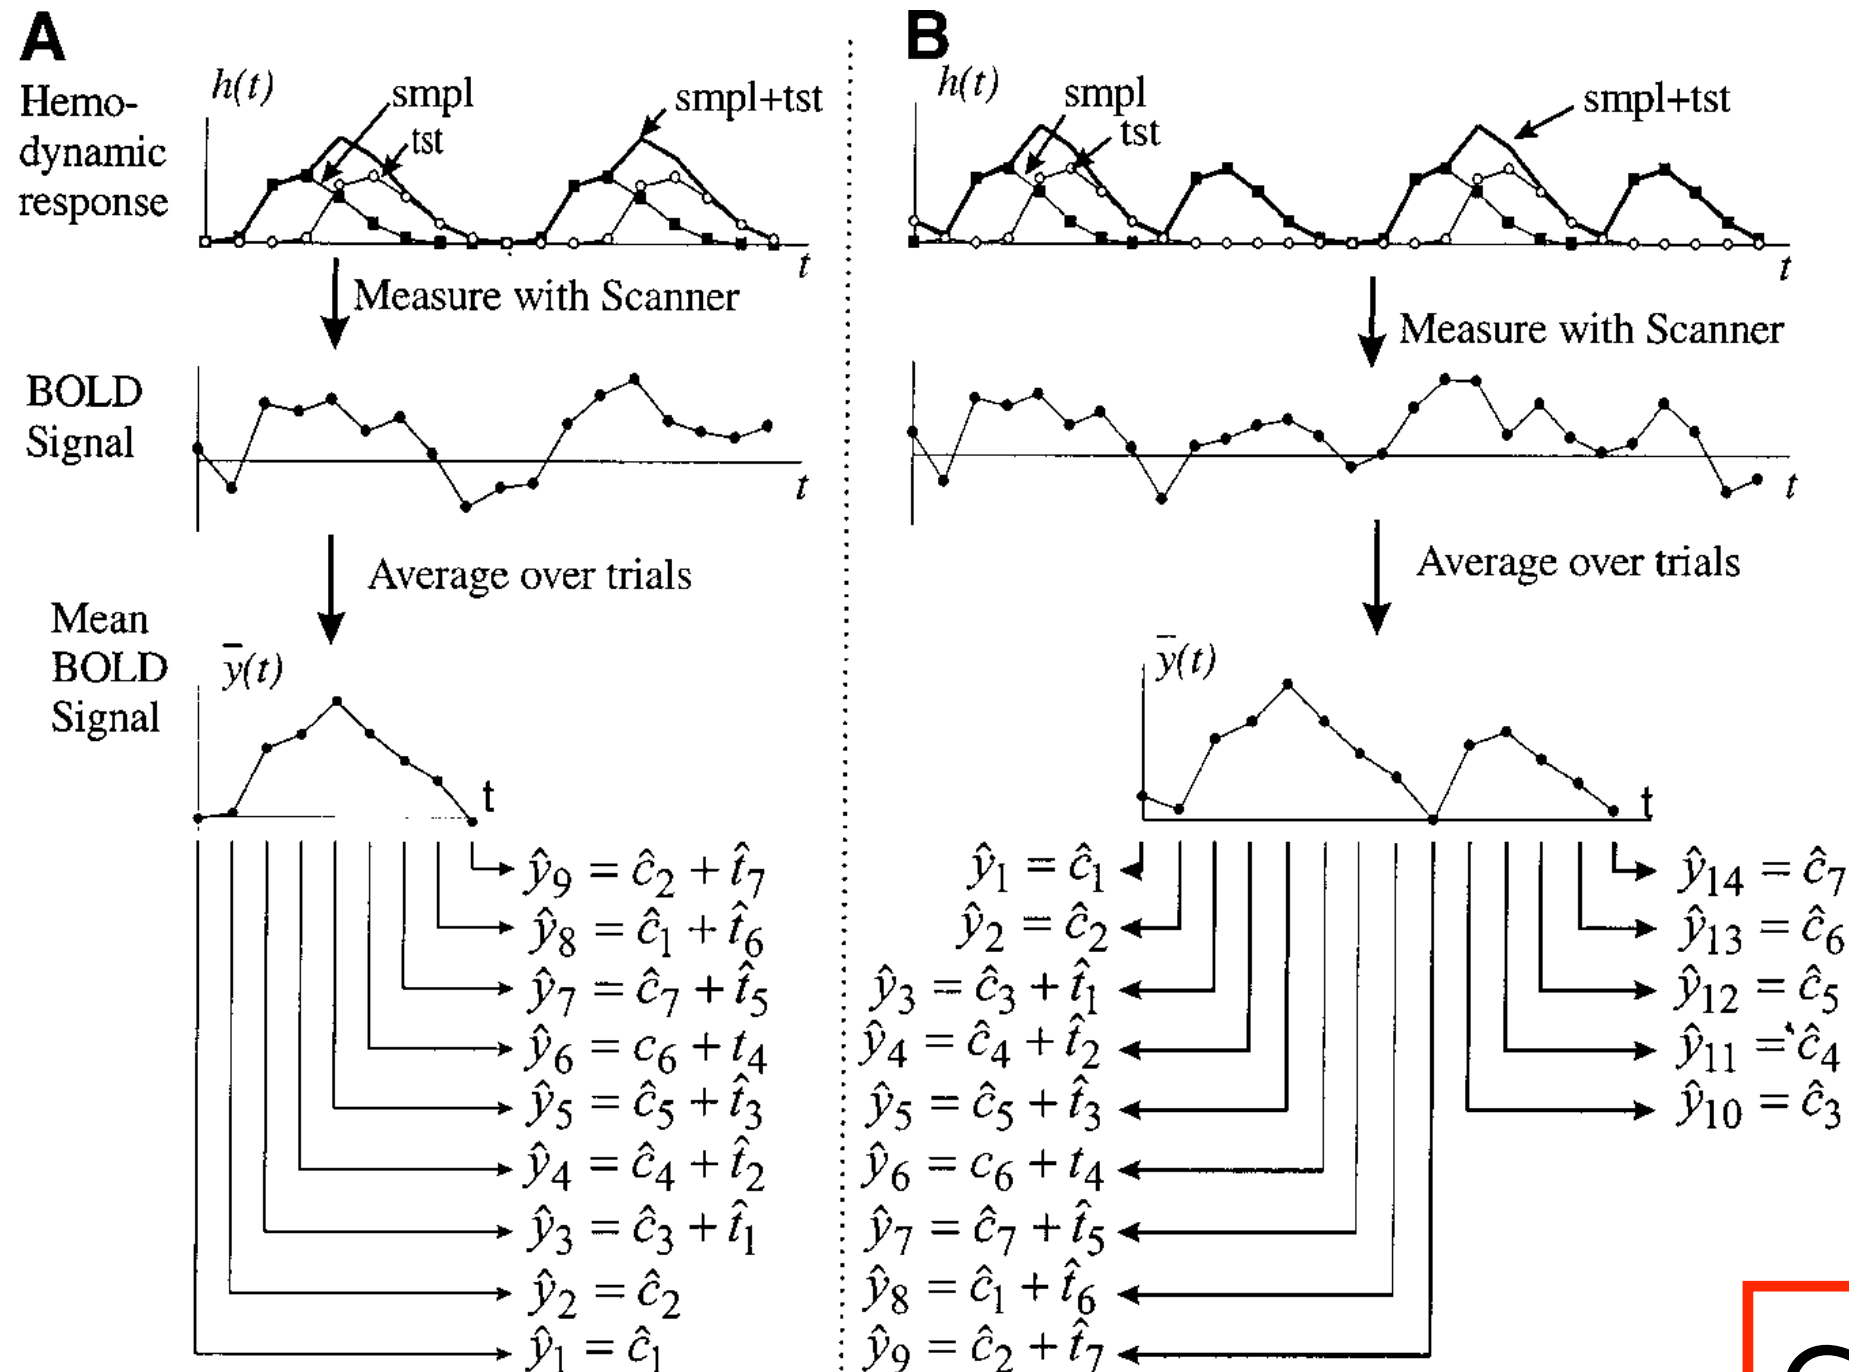 A
Hemo-
dynamic
response
h(t)
smpl
tst
smpl+tst
t
Measure with Scanner
BOLD
Signal
t
Average over trials
Mean
BOLD
Signal
ȳ(t)
t
ŷ₉ = ĉ₂ + t̂₇
ŷ₈ = ĉ₁ + t̂₆
ŷ₇ = ĉ₇ + t̂₅
ŷ₆ = c₆ + t₄
ŷ₅ = ĉ₅ + t̂₃
ŷ₄ = ĉ₄ + t̂₂
ŷ₃ = ĉ₃ + t̂₁
ŷ₂ = ĉ₂
ŷ₁ = ĉ₁
B
h(t)
smpl
tst
smpl+tst
t
Measure with Scanner
t
Average over trials
ȳ(t)
t
ŷ₁ = ĉ₁
ŷ₂ = ĉ₂
ŷ₃ = ĉ₃ + t̂₁
ŷ₄ = ĉ₄ + t̂₂
ŷ₅ = ĉ₅ + t̂₃
ŷ₆ = c₆ + t₄
ŷ₇ = ĉ₇ + t̂₅
ŷ₈ = ĉ₁ + t̂₆
ŷ₉ = ĉ₂ + t̂₇
ŷ₁₄ = ĉ₇
ŷ₁₃ = ĉ₆
ŷ₁₂ = ĉ₅
ŷ₁₁ = ĉ₄
ŷ₁₀ = ĉ₃